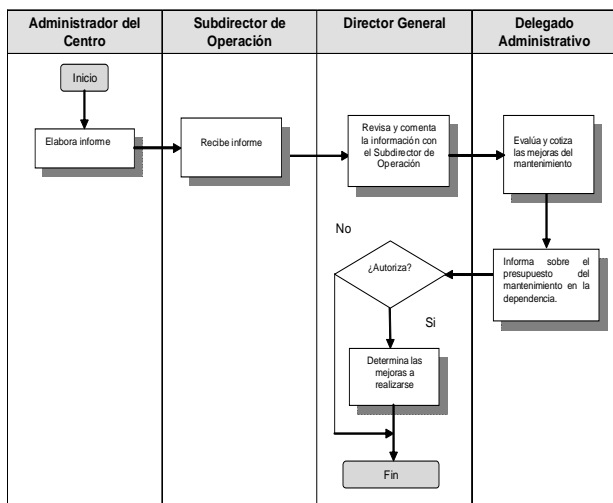 Administrador del
Centro
Subdirector de
Operación
Director General
Delegado
Administrativo
Inicio
Elabora informe
Recibe informe
Revisa y comenta
la información con
el Subdirector de
Operación
Evalúa y cotiza
las mejoras del
mantenimiento
No
¿Autoriza?
Informa sobre el
presupuesto del
mantenimiento en la
dependencia.
Si
Determina las
mejoras a
realizarse
Fin